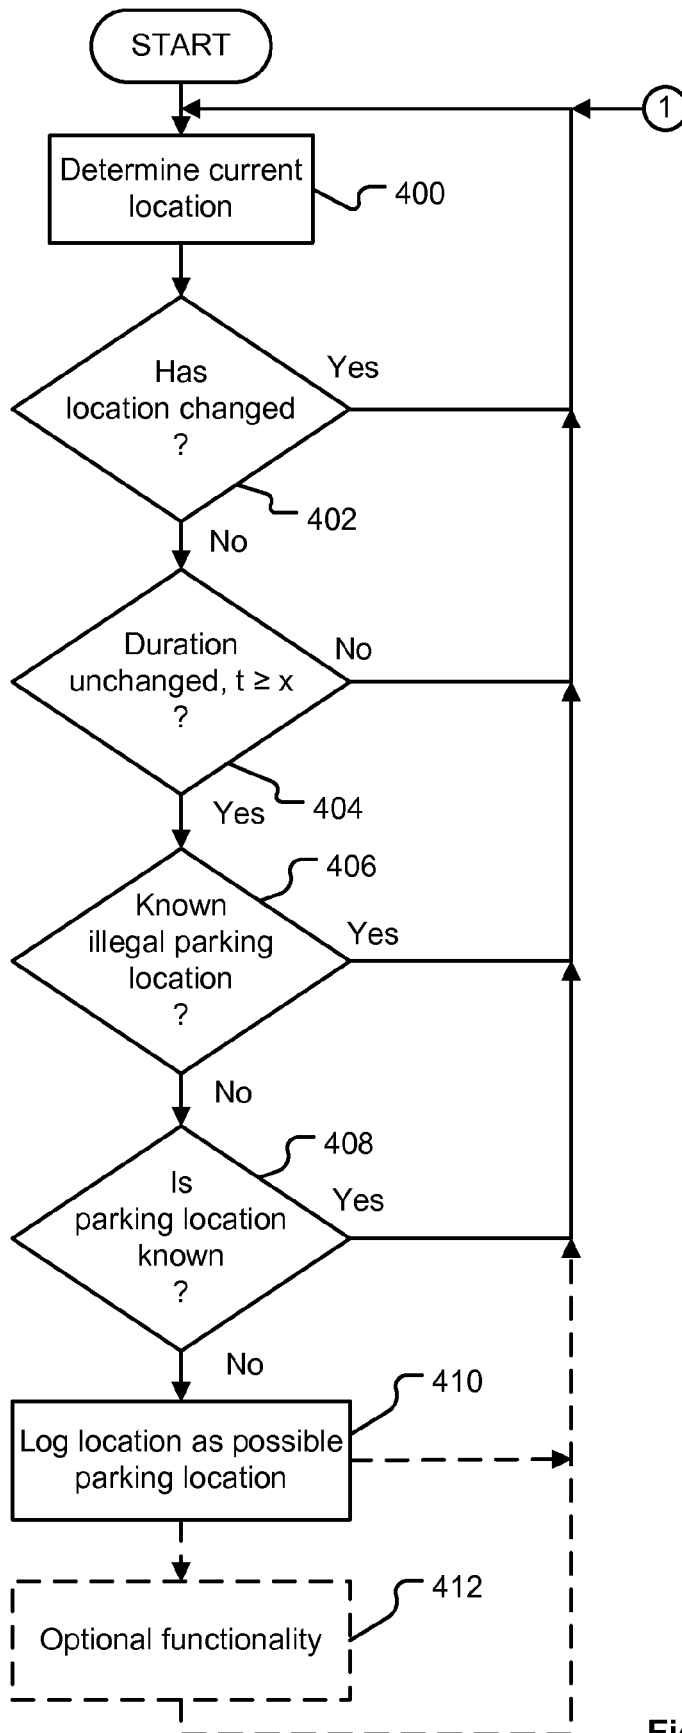 START
1
Determine current
location
400
Has
location changed
?
Yes
402
No
Duration
unchanged, t ≥ x
?
No
404
Yes
406
Known
illegal parking
location
?
Yes
No
408
Is
parking location
known
?
Yes
No
410
Log location as possible
parking location
412
Optional functionality